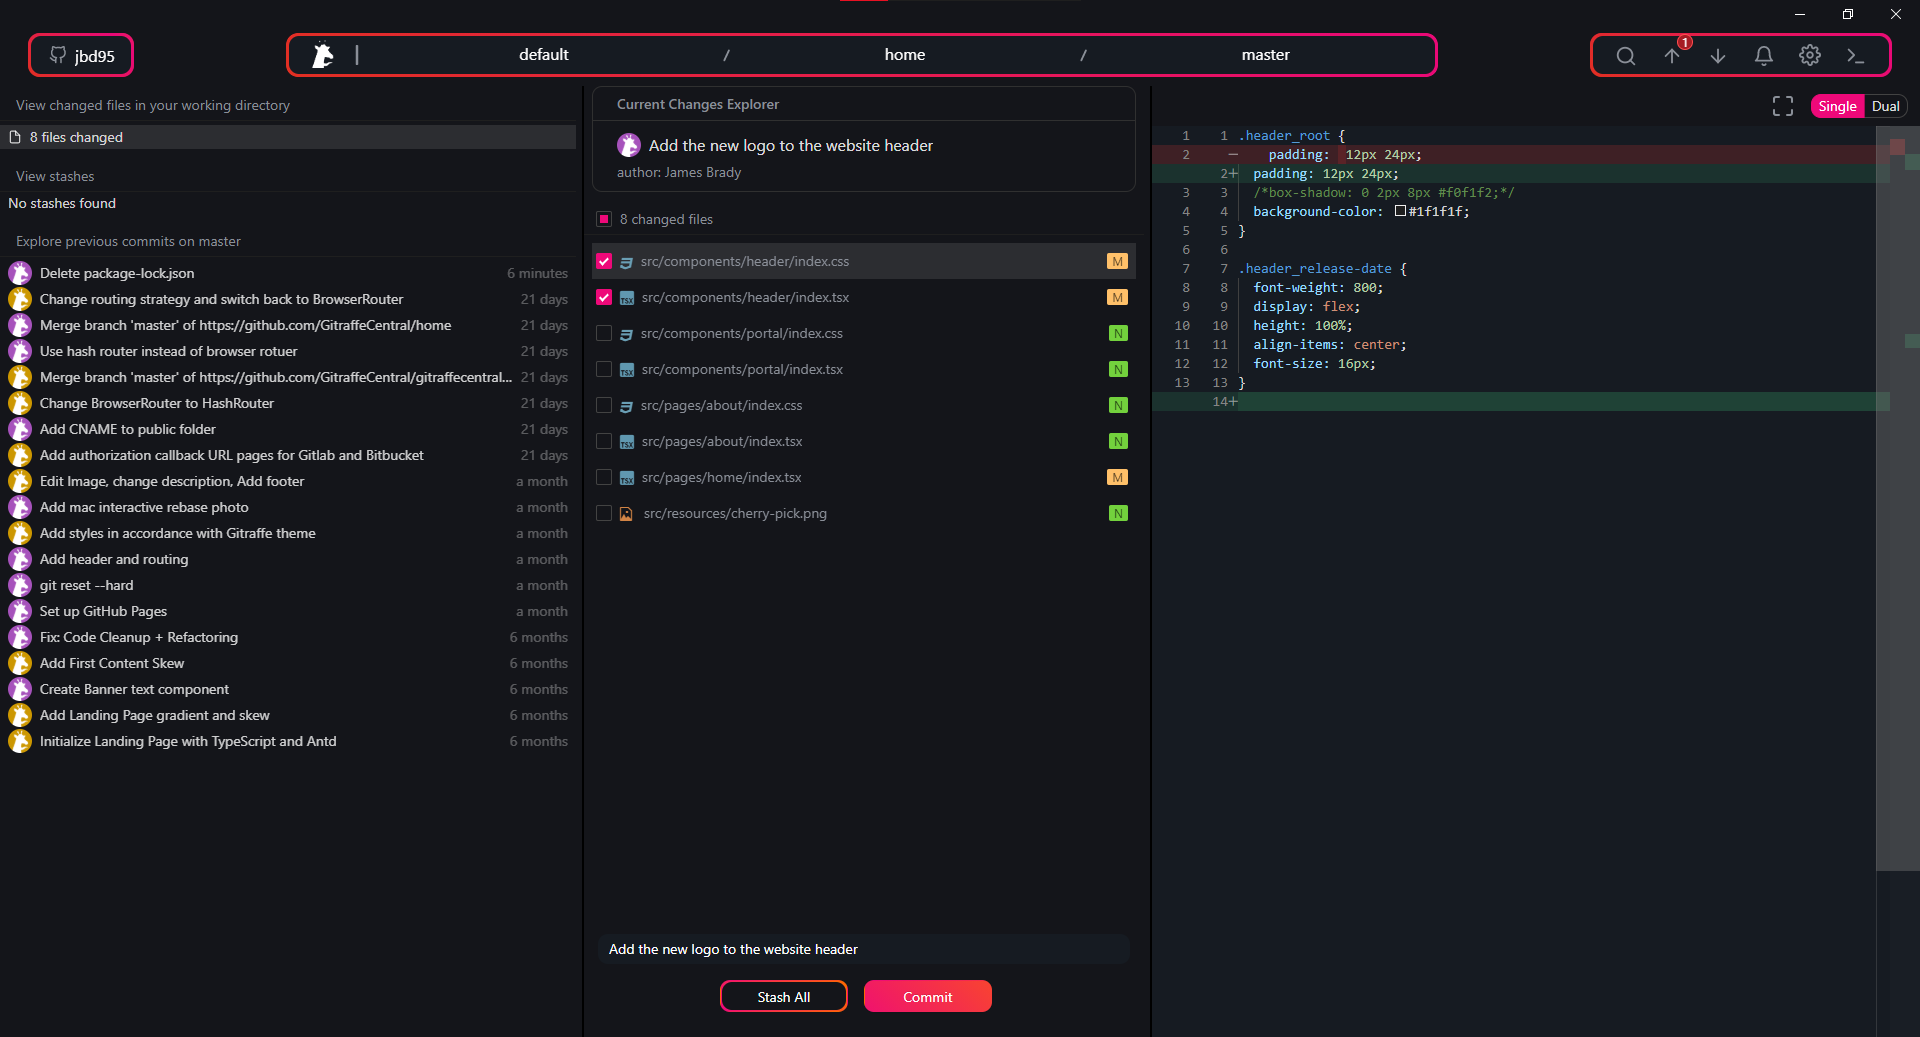 jbd95
default / home / master
1
View changed files in your working directory
8 files changed
View stashes
No stashes found
Explore previous commits on master
Delete package-lock.json 6 minutes
Change routing strategy and switch back to BrowserRouter 21 days
Merge branch 'master' of https://github.com/GitraffeCentral/home 21 days
Use hash router instead of browser rotuer 21 days
Merge branch 'master' of https://github.com/GitraffeCentral/gitraffecentral... 21 days
Change BrowserRouter to HashRouter 21 days
Add CNAME to public folder 21 days
Add authorization callback URL pages for Gitlab and Bitbucket 21 days
Edit Image, change description, Add footer a month
Add mac interactive rebase photo a month
Add styles in accordance with Gitraffe theme a month
Add header and routing a month
git reset --hard a month
Set up GitHub Pages a month
Fix: Code Cleanup + Refactoring 6 months
Add First Content Skew 6 months
Create Banner text component 6 months
Add Landing Page gradient and skew 6 months
Initialize Landing Page with TypeScript and Antd 6 months
Current Changes Explorer
Add the new logo to the website header
author: James Brady
8 changed files
src/components/header/index.css M
TSX src/components/header/index.tsx M
src/components/portal/index.css N
TSX src/components/portal/index.tsx N
src/pages/about/index.css N
TSX src/pages/about/index.tsx N
TSX src/pages/home/index.tsx M
src/resources/cherry-pick.png N
Add the new logo to the website header
Stash All Commit
Single Dual
1 1 .header_root {
2 − padding: 12px 24px;
2+ padding: 12px 24px;
3 3 /*box-shadow: 0 2px 8px #f0f1f2;*/
4 4 background-color: #1f1f1f;
5 5 }
6 6
7 7 .header_release-date {
8 8 font-weight: 800;
9 9 display: flex;
10 10 height: 100%;
11 11 align-items: center;
12 12 font-size: 16px;
13 13 }
14+